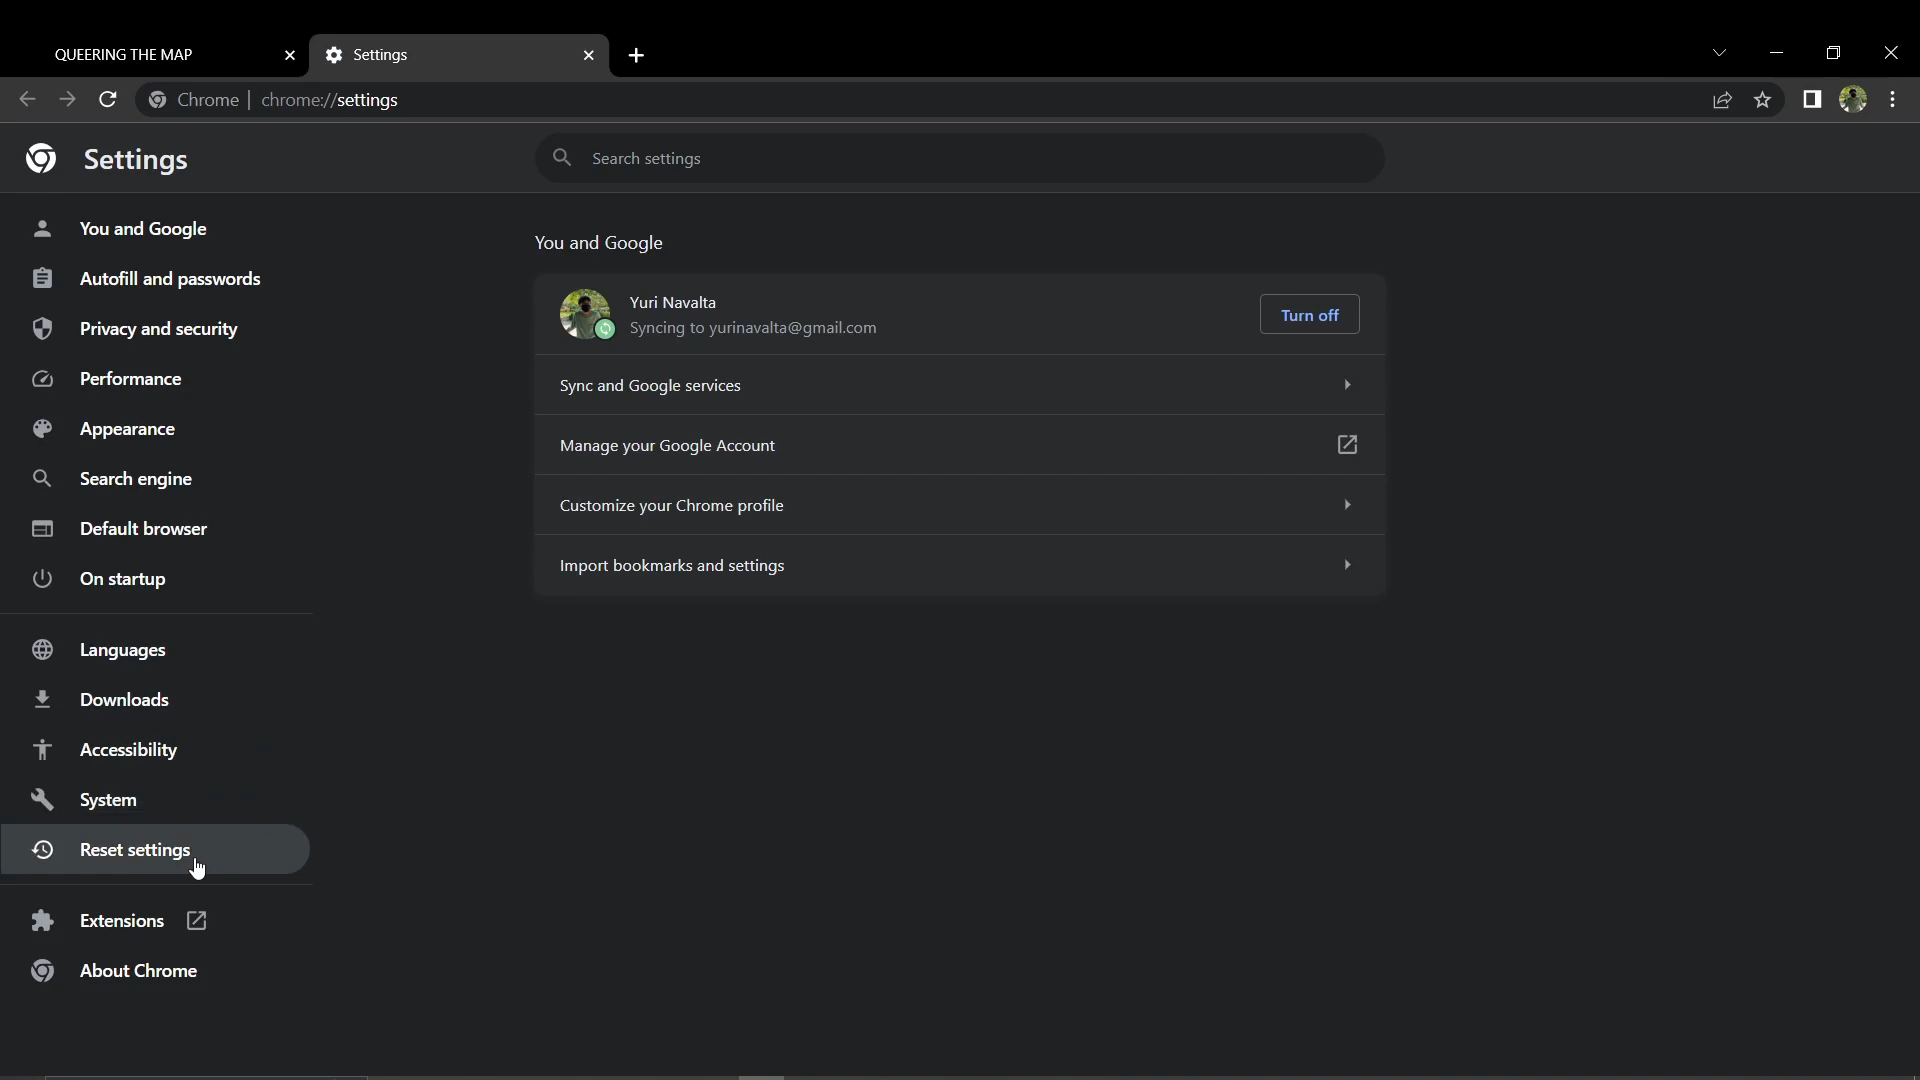 QUEERING THE MAP
Settings
Chrome | chrome://settings
Settings
Search settings
You and Google
Autofill and passwords
Privacy and security
Performance
Appearance
Search engine
Default browser
On startup
Languages
Downloads
Accessibility
System
Reset settings
Extensions
About Chrome
You and Google
Yuri Navalta
Syncing to yurinavalta@gmail.com
Turn off
Sync and Google services
Manage your Google Account
Customize your Chrome profile
Import bookmarks and settings